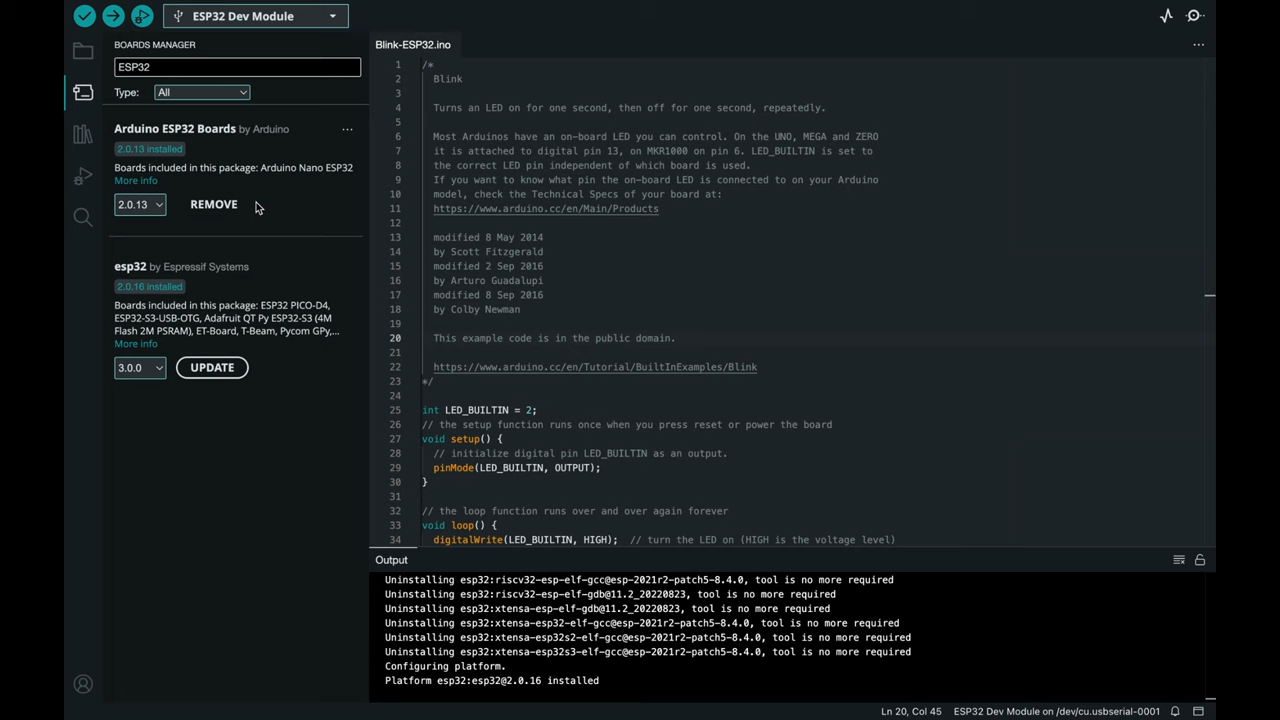 ESP32 Dev Module
BOARDS MANAGER
ESP32
Type: All
Arduino ESP32 Boards by Arduino
2.0.13 installed
Boards included in this package: Arduino Nano ESP32
More info
2.0.13 REMOVE
esp32 by Espressif Systems
2.0.16 installed
Boards included in this package: ESP32 PICO-D4,
ESP32-S3-USB-OTG, Adafruit QT Py ESP32-S3 (4M
Flash 2M PSRAM), ET-Board, T-Beam, Pycom GPy,...
More info
3.0.0 UPDATE
Blink-ESP32.ino
1 /*
2 Blink
3
4 Turns an LED on for one second, then off for one second, repeatedly.
5
6 Most Arduinos have an on-board LED you can control. On the UNO, MEGA and ZERO
7 it is attached to digital pin 13, on MKR1000 on pin 6. LED_BUILTIN is set to
8 the correct LED pin independent of which board is used.
9 If you want to know what pin the on-board LED is connected to on your Arduino
10 model, check the Technical Specs of your board at:
11 https://www.arduino.cc/en/Main/Products
12
13 modified 8 May 2014
14 by Scott Fitzgerald
15 modified 2 Sep 2016
16 by Arturo Guadalupi
17 modified 8 Sep 2016
18 by Colby Newman
19
20 This example code is in the public domain.
21
22 https://www.arduino.cc/en/Tutorial/BuiltInExamples/Blink
23 */
24
25 int LED_BUILTIN = 2;
26 // the setup function runs once when you press reset or power the board
27 void setup() {
28 // initialize digital pin LED_BUILTIN as an output.
29 pinMode(LED_BUILTIN, OUTPUT);
30 }
31
32 // the loop function runs over and over again forever
33 void loop() {
34 digitalWrite(LED_BUILTIN, HIGH); // turn the LED on (HIGH is the voltage level)
Output
Uninstalling esp32:riscv32-esp-elf-gcc@esp-2021r2-patch5-8.4.0, tool is no more required
Uninstalling esp32:riscv32-esp-elf-gdb@11.2_20220823, tool is no more required
Uninstalling esp32:xtensa-esp-elf-gdb@11.2_20220823, tool is no more required
Uninstalling esp32:xtensa-esp32-elf-gcc@esp-2021r2-patch5-8.4.0, tool is no more required
Uninstalling esp32:xtensa-esp32s2-elf-gcc@esp-2021r2-patch5-8.4.0, tool is no more required
Uninstalling esp32:xtensa-esp32s3-elf-gcc@esp-2021r2-patch5-8.4.0, tool is no more required
Configuring platform.
Platform esp32:esp32@2.0.16 installed
Ln 20, Col 45 ESP32 Dev Module on /dev/cu.usbserial-0001